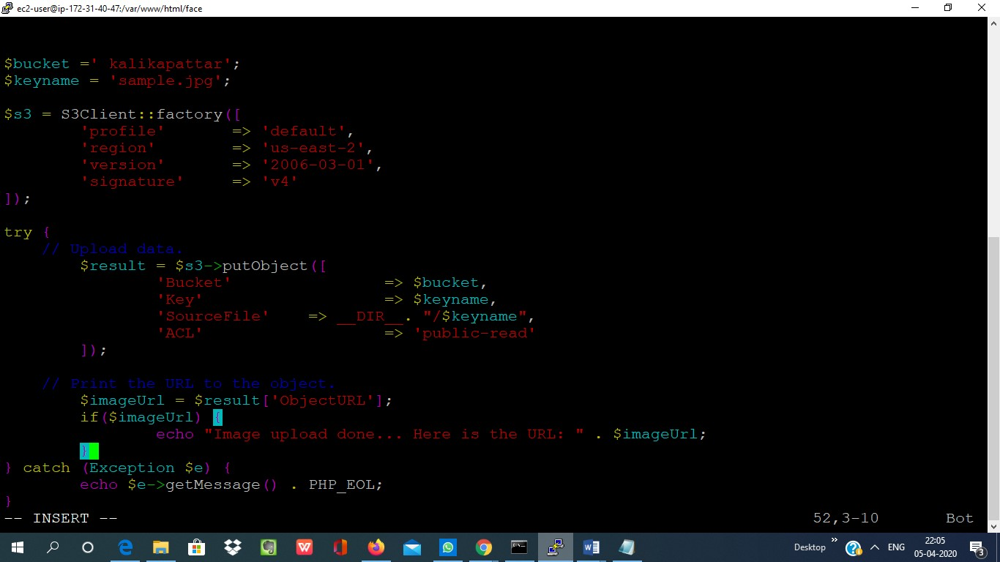 ec2-user@ip-172-31-40-47:/var/www/html/face
$bucket =' kalikapattar';
$keyname = 'sample.jpg';
$s3 = S3Client::factory([
'profile' => 'default',
'region' => 'us-east-2',
'version' => '2006-03-01',
'signature' => 'v4'
]);
try {
// Upload data.
$result = $s3->putObject([
'Bucket' => $bucket,
'Key' => $keyname,
'SourceFile' => __DIR__. "/$keyname",
'ACL' => 'public-read'
]);
// Print the URL to the object.
$imageUrl = $result['ObjectURL'];
if($imageUrl) {
echo "Image upload done... Here is the URL: " . $imageUrl;
}
} catch (Exception $e) {
echo $e->getMessage() . PHP_EOL;
}
-- INSERT -- 52,3-10 Bot
Desktop » ENG 22:05
05-04-2020 3